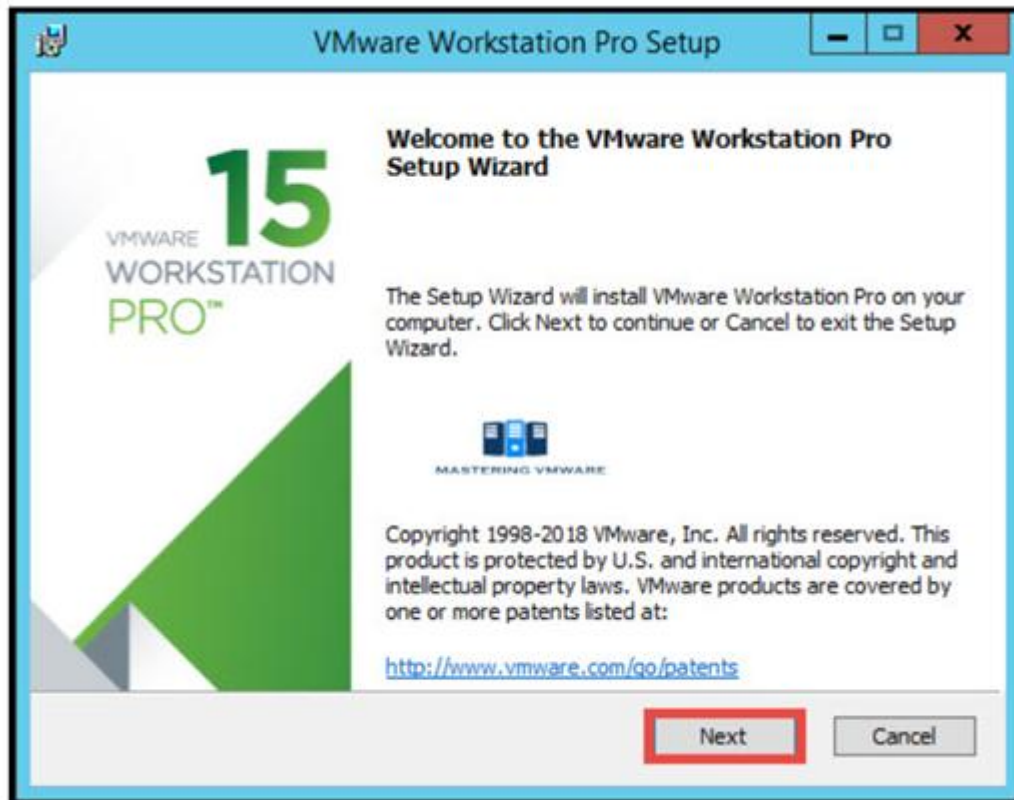 VMware Workstation Pro Setup
Welcome to the VMware Workstation Pro
Setup Wizard
15
VMWARE
WORKSTATION
PRO™
The Setup Wizard will install VMware Workstation Pro on your
computer. Click Next to continue or Cancel to exit the Setup
Wizard.
MASTERING VMWARE
Copyright 1998-2018 VMware, Inc. All rights reserved. This
product is protected by U.S. and international copyright and
intellectual property laws. VMware products are covered by
one or more patents listed at:
http://www.vmware.com/go/patents
Next
Cancel